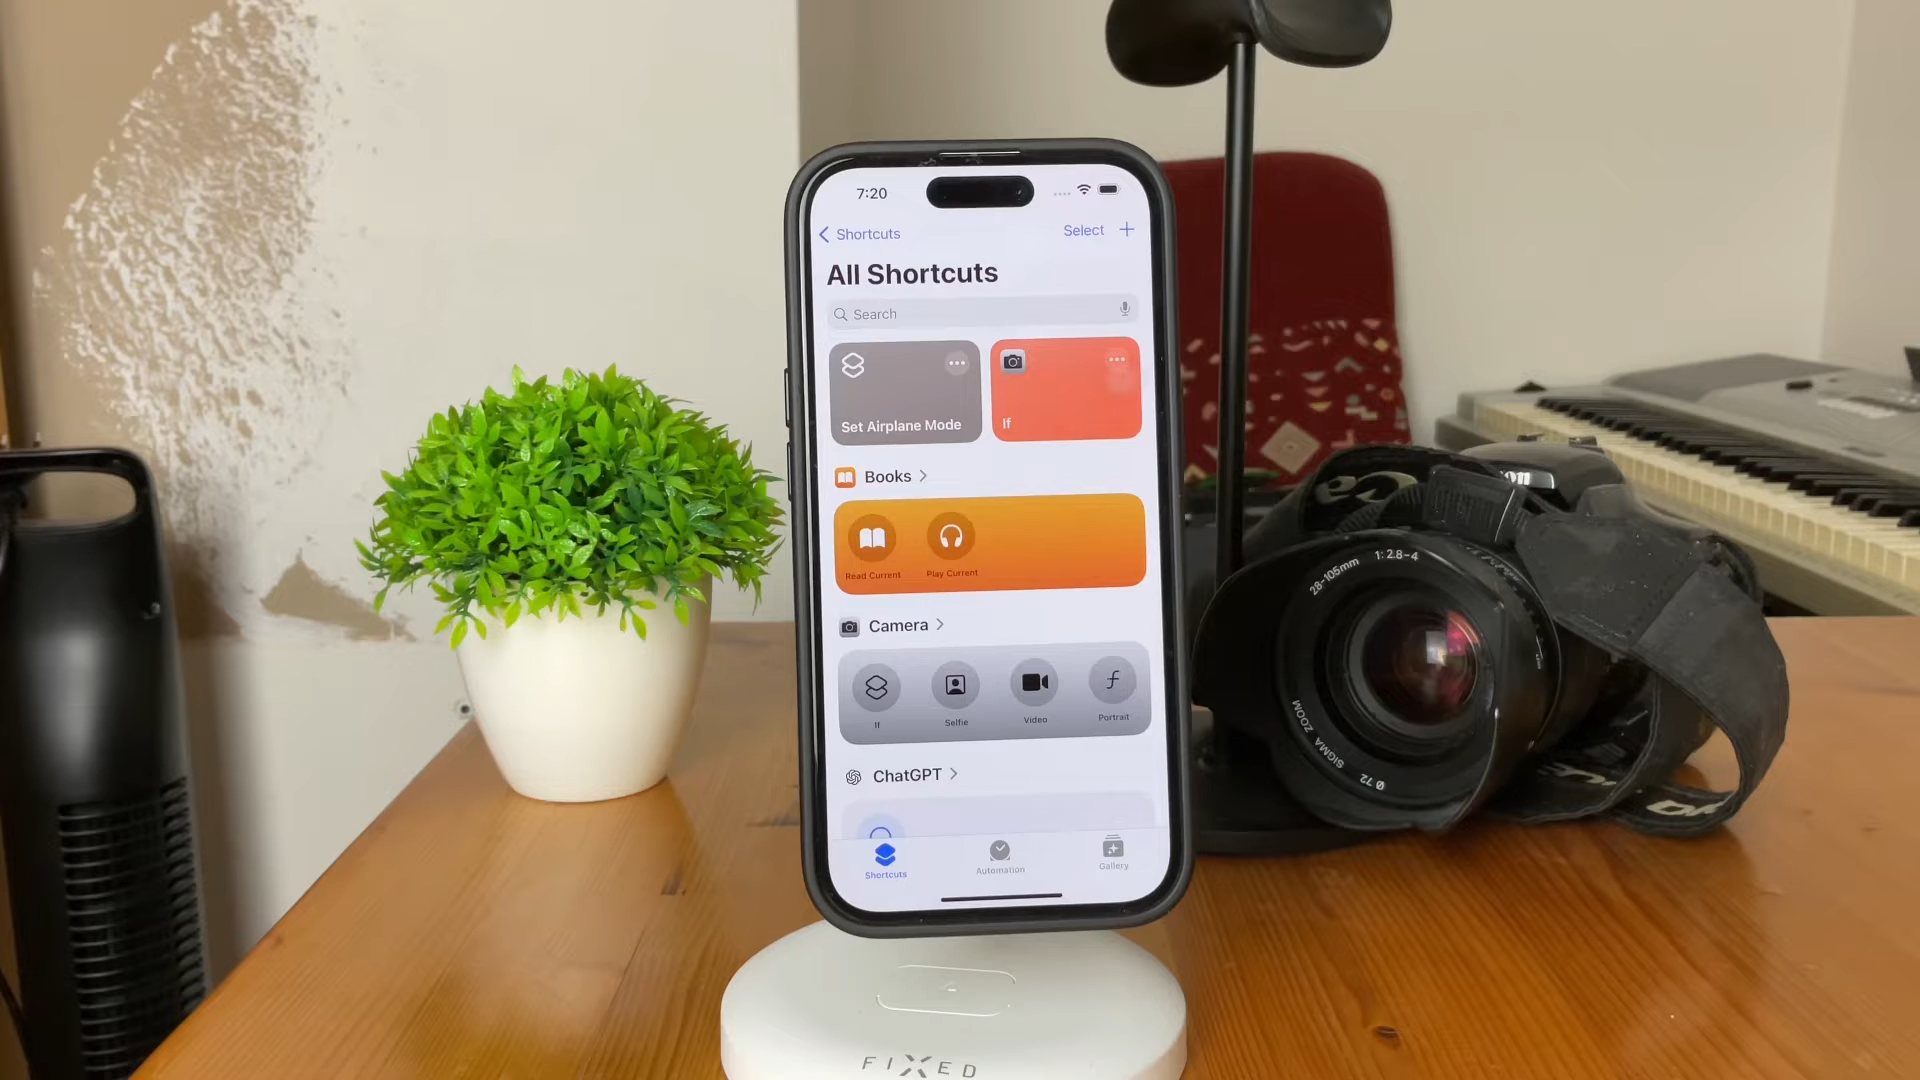 7:20
Shortcuts
Select +
All Shortcuts
Search
Set Airplane Mode
If
Books
Read Current
Play Current
Camera
If
Selfie
Video
Portrait
ChatGPT
Shortcuts
Automation
Gallery
FIXED
28-105mm
1:2.8-4
SIGMA ZOOM
Ø 72